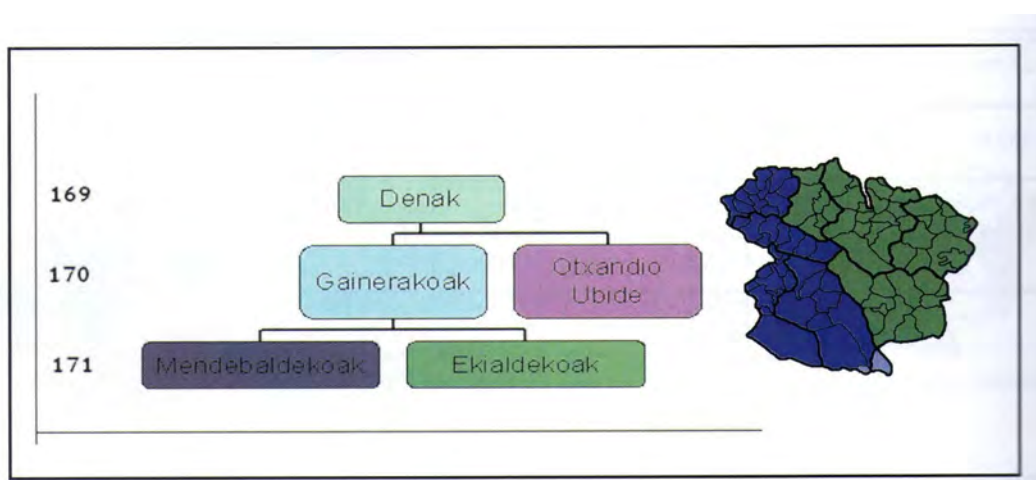 169
Denak
170
Gainerakoak
Otxandio
Ubide
171
Mendebaldekoak
Ekialdekoak